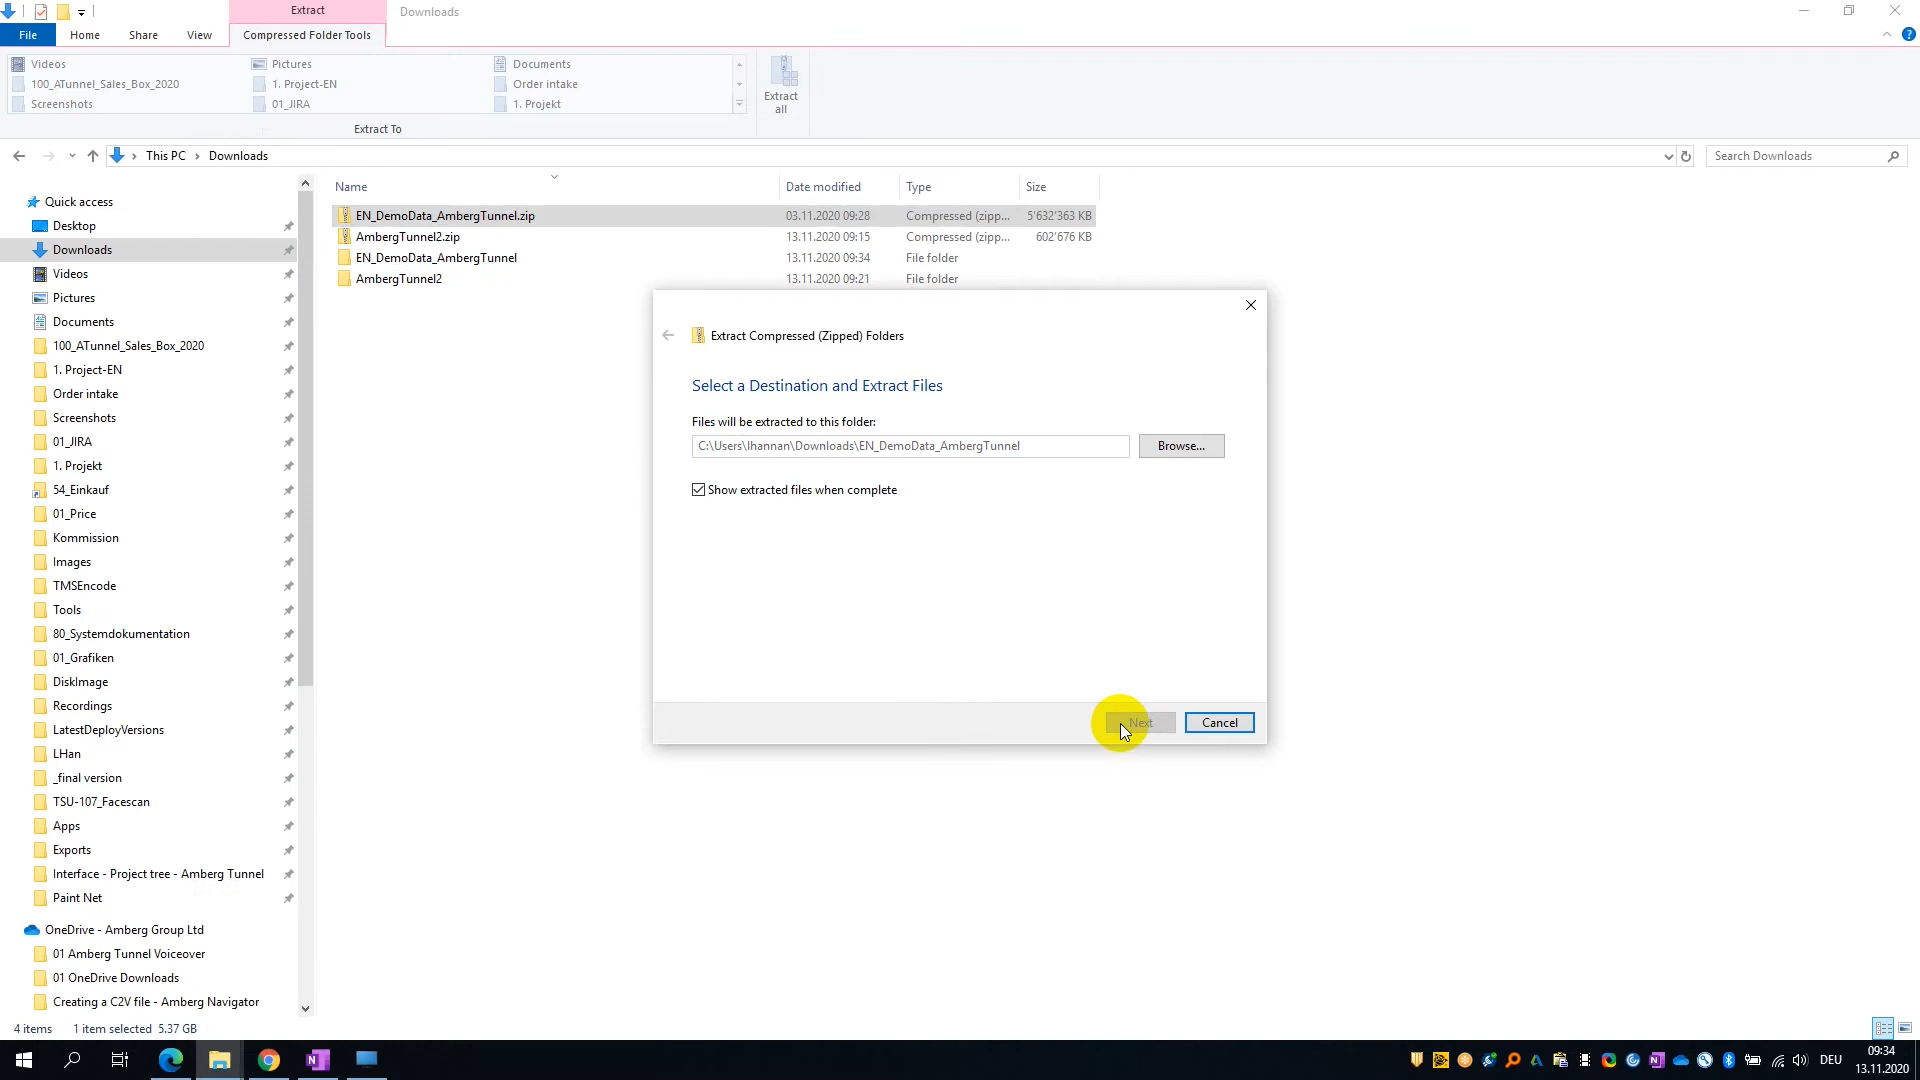 Extract
Downloads
File
Home
Share
View
Compressed Folder Tools
Videos
Pictures
Documents
100_ATunnel_Sales_Box_2020
1. Project-EN
Order intake
Screenshots
01_JIRA
1. Projekt
Extract
all
Extract To
This PC
Downloads
Search Downloads
Name
Date modified
Type
Size
EN_DemoData_AmbergTunnel.zip 03.11.2020 09:28 Compressed (zipp... 5'632'363 KB
AmbergTunnel2.zip 13.11.2020 09:15 Compressed (zipp... 602'676 KB
EN_DemoData_AmbergTunnel 13.11.2020 09:34 File folder
AmbergTunnel2 13.11.2020 09:21 File folder
Quick access
Desktop
Downloads
Videos
Pictures
Documents
100_ATunnel_Sales_Box_2020
1. Project-EN
Order intake
Screenshots
01_JIRA
1. Projekt
54_Einkauf
01_Price
Kommission
Images
TMSEncode
Tools
80_Systemdokumentation
01_Grafiken
DiskImage
Recordings
LatestDeployVersions
LHan
_final version
TSU-107_Facescan
Apps
Exports
Interface - Project tree - Amberg Tunnel
Paint Net
OneDrive - Amberg Group Ltd
01 Amberg Tunnel Voiceover
01 OneDrive Downloads
Creating a C2V file - Amberg Navigator
Extract Compressed (Zipped) Folders
Select a Destination and Extract Files
Files will be extracted to this folder:
C:\Users\lhannan\Downloads\EN_DemoData_AmbergTunnel
Browse...
Show extracted files when complete
Next
Cancel
4 items
1 item selected 5.37 GB
DEU
09:34
13.11.2020